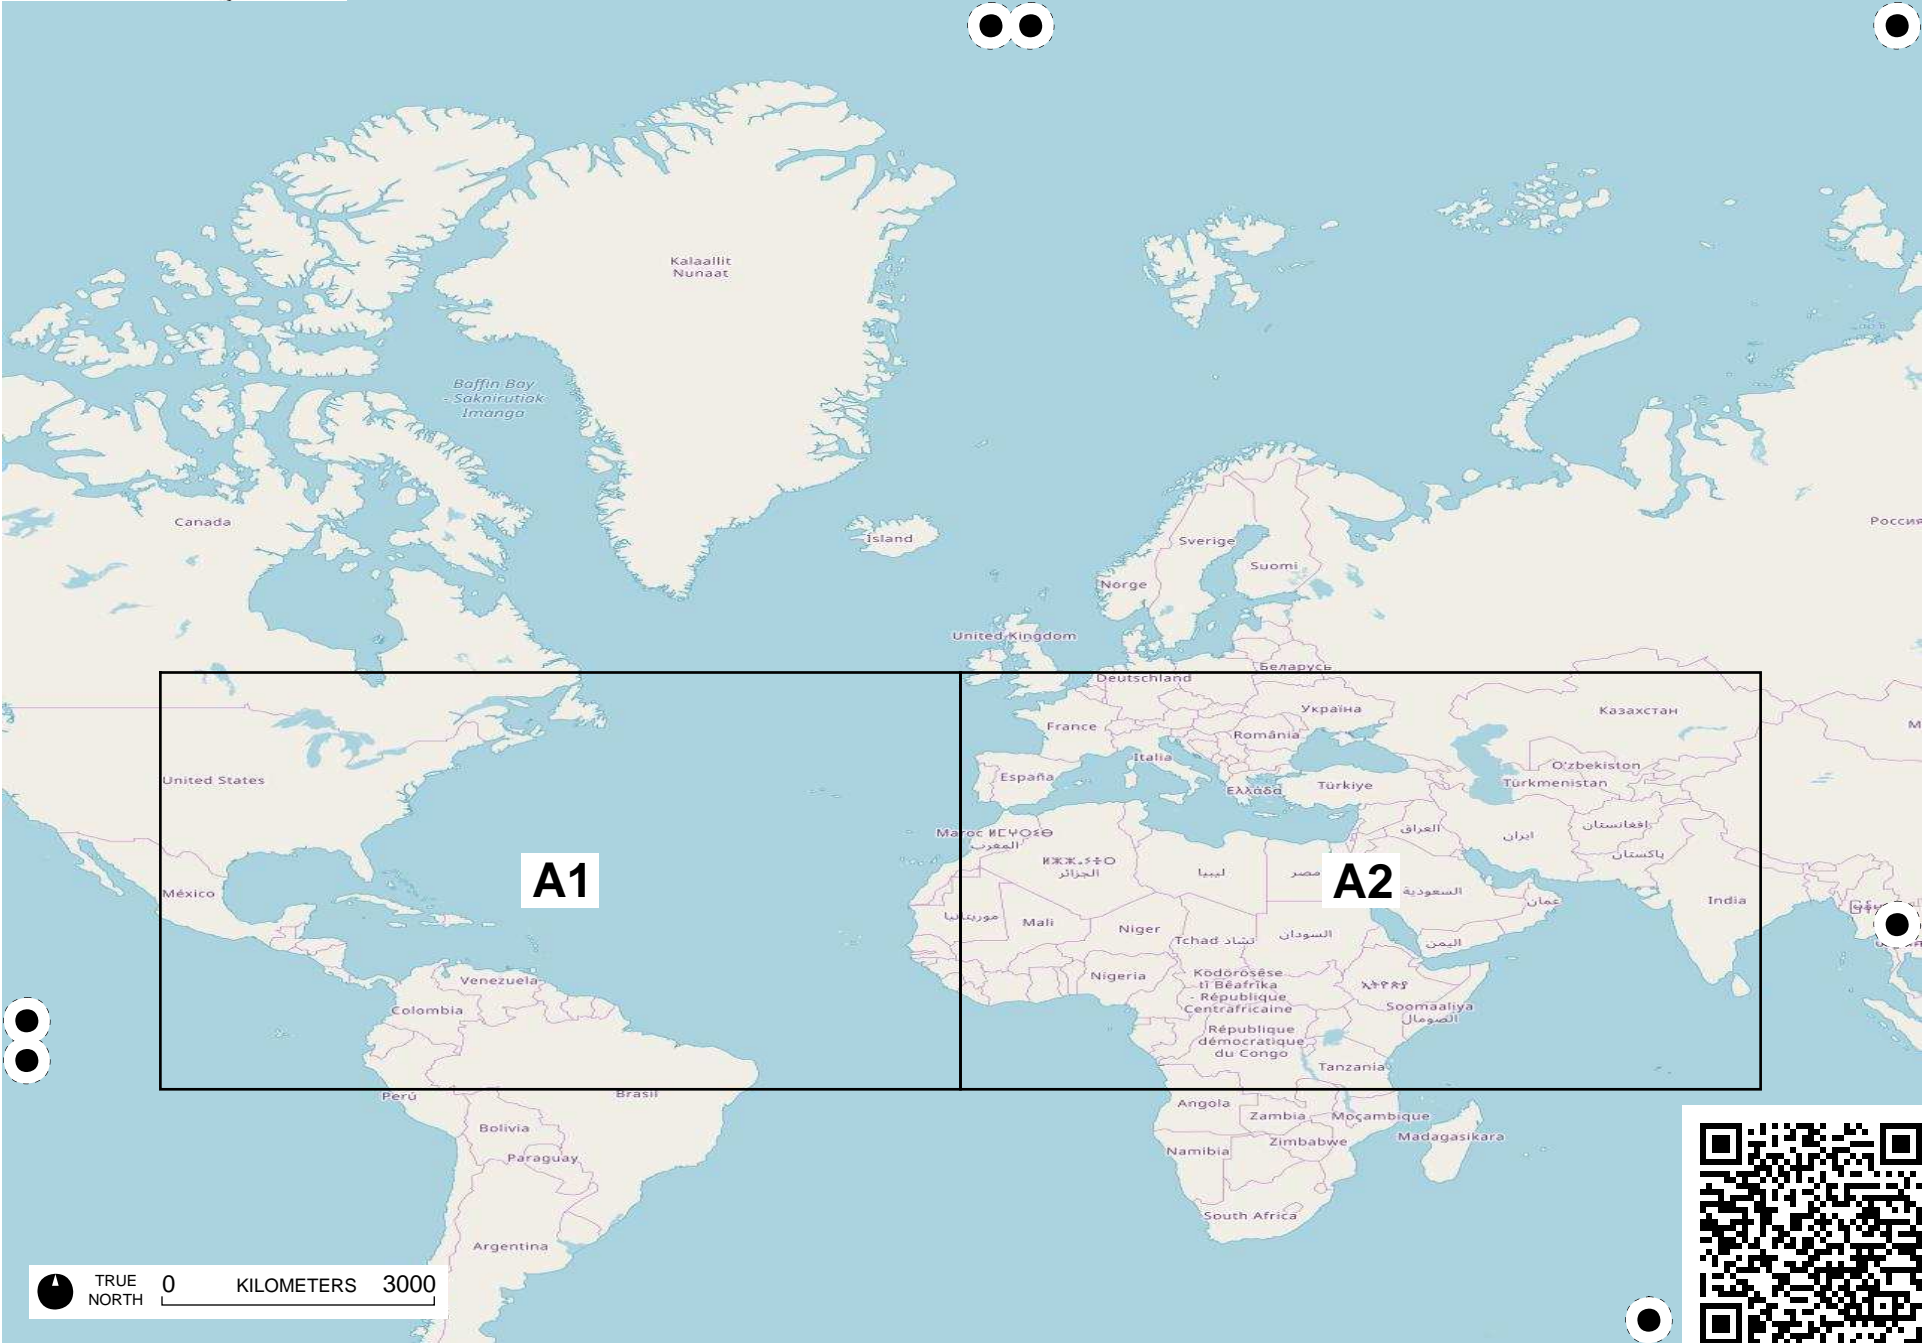 Kalaallit
Nunaat
Baffin Bay
- Saknirutiak
Imanga
Canada
Ísland
Sverige
Suomi
Norge
Россия
United Kingdom
Беларусь
Deutschland
Україна
Казахстан
France
România
Italia
O'zbekiston
United States
España
Ελλάδα
Türkiye
Türkmenistan
العراق
ايران
افغانستان
Maroc ⵍⵎⵖⵔⵉⴱ
المغرب
پاکستان
ⵍⵣⵣⴰⵢⴻⵔ
الجزائر
ليبيا
مصر
A1
A2
السعودية
México
India
عمان
موريتانيا
Mali
Niger
Tchad تشاد
السودان
اليمن
Venezuela
Nigeria
Ködörösêse
tî Bêafrîka
- République
Centrafricaine
ኢትዮጵያ
Colombia
Soomaaliya
الصومال
République
démocratique
du Congo
Tanzania
Perú
Brasil
Angola
Zambia
Moçambique
Bolivia
Zimbabwe
Madagasikara
Paraguay
Namibia
South Africa
Argentina
TRUE
NORTH
0 KILOMETERS 3000